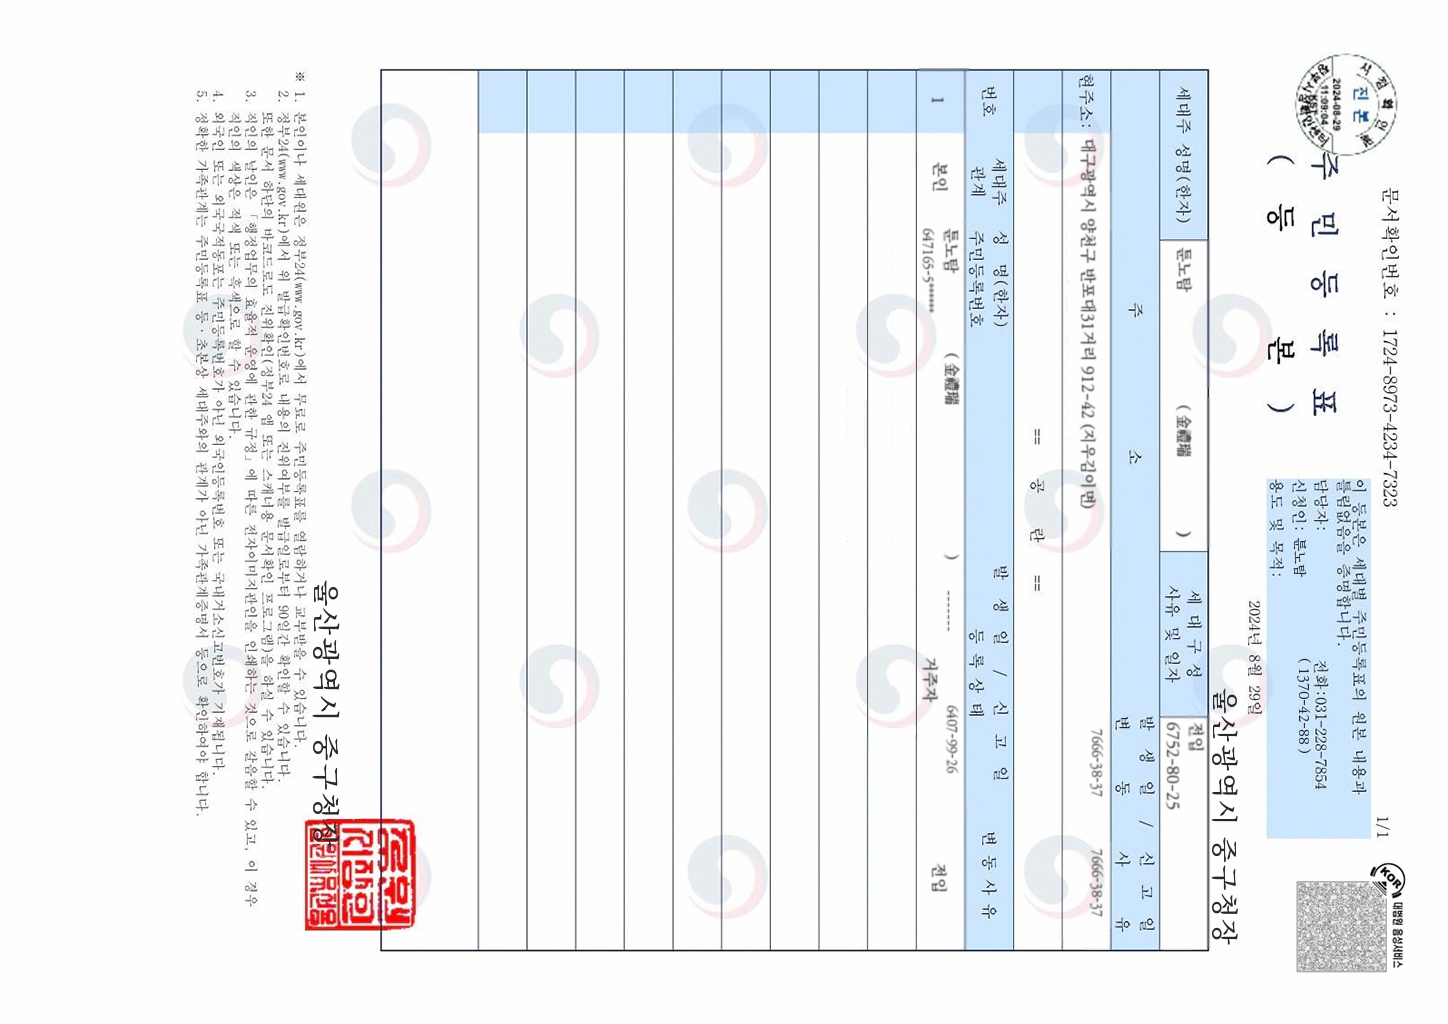 문서확인번호 : 1724-8973-4234-7323
1/1
주 민 등 록 표
( 등 본 )
이 등본은 세대별 주민등록표의 원본 내용과
틀림없음을 증명합니다.
담당자: 전화:031-228-7854
신청인: 분노탐 (1370-42-88)
용도 및 목적:
2024년 8월 29일
울산광역시 중구청장
세대주 성명(한자)
둔노탐 (金禮瑞 )
세 대 구 성
사유 및 일자
전입
6752-80-25
주 소
발 생 일 / 신 고 일
변 동 사 유
현주소: 대구광역시 양천구 반포대31거리 912-42 (지우김이면)
7666-38-37 7666-38-37
== 공 란 ==
번호
세대주
관계
성 명(한자)
주민등록번호
발 생 일 / 신 고 일
등 록 상 태
변 동 사 유
1 본인 둔노탐 (金禮瑞 ) ------- 6407-99-26 전입
647165-5****** 거주자
울산광역시 중구청장
※ 1. 본인이나 세대원은 정부24(www.gov.kr)에서 무료로 주민등록표를 열람하거나 교부받을 수 있습니다.
2. 정부24(www.gov.kr)에서 위 발급확인번호로 내용의 진위여부를 발급일로부터 90일간 확인할 수 있습니다.
또한 문서 하단의 바코드로도 진위확인(정부24 앱 또는 스캐너용 문서확인 프로그램)을 하실 수 있습니다.
3. 직인의 날인은 「행정업무의 효율적 운영에 관한 규정」에 따른 전자이미지관인을 인쇄하는 것으로 갈음할 수 있고, 이 경우
직인의 색상은 적색 또는 흑색으로 할 수 있습니다.
4. 외국인 또는 외국국적동포는 주민등록번호가 아닌 외국인등록번호 또는 국내거소신고번호가 기재됩니다.
5. 정확한 가족관계는 주민등록표 등·초본상 세대주와의 관계가 아닌 가족관계증명서 등으로 확인하여야 합니다.
진 본
2024-08-29
11:09:04
KST
KOR
대법원 음성서비스